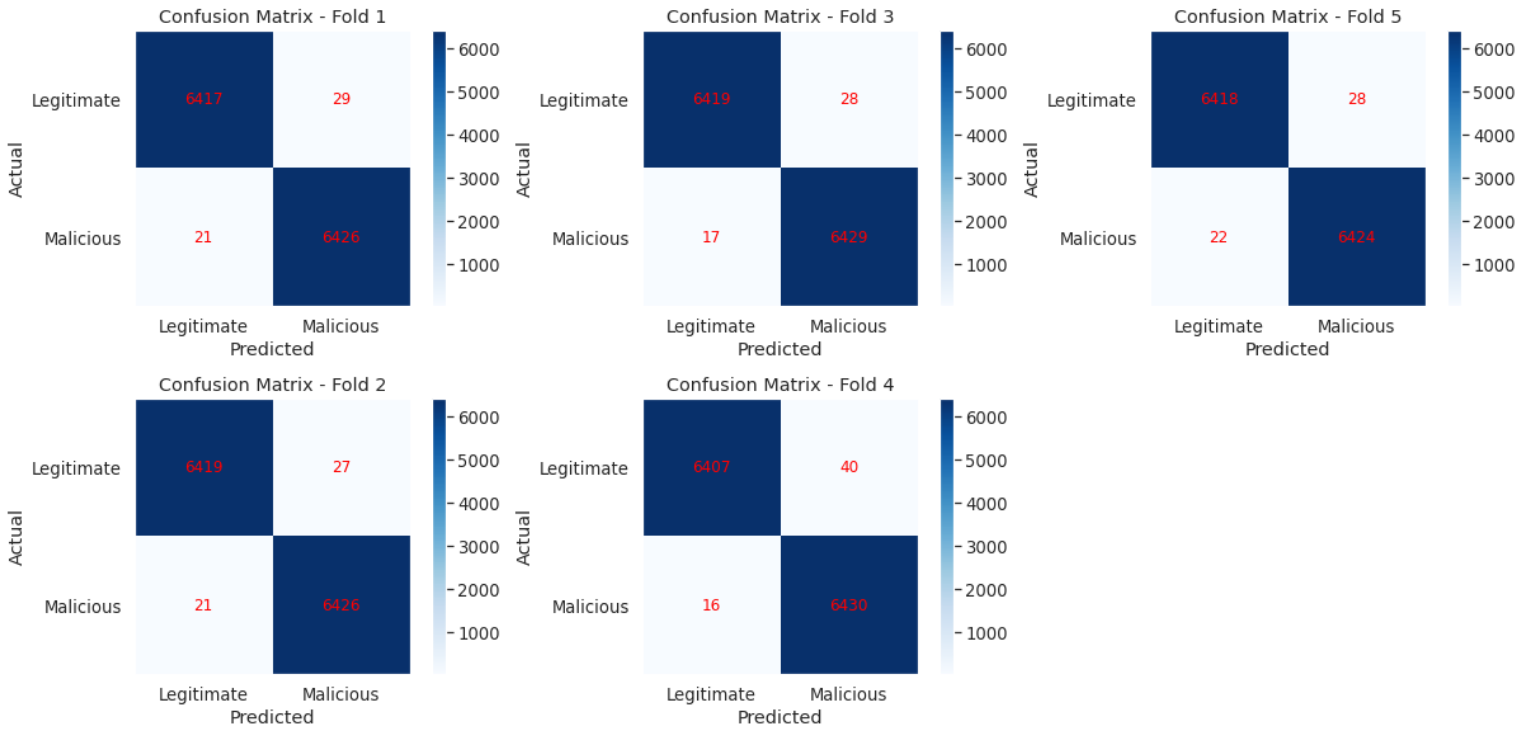 Confusion Matrix - Fold 1
Actual
Legitimate
Malicious
6417 29
21 6426
6000
5000
4000
3000
2000
1000
Legitimate Malicious
Predicted
Confusion Matrix - Fold 3
Actual
Legitimate
Malicious
6419 28
17 6429
6000
5000
4000
3000
2000
1000
Legitimate Malicious
Predicted
Confusion Matrix - Fold 5
Actual
Legitimate
Malicious
6418 28
22 6424
6000
5000
4000
3000
2000
1000
Legitimate Malicious
Predicted
Confusion Matrix - Fold 2
Actual
Legitimate
Malicious
6419 27
21 6426
6000
5000
4000
3000
2000
1000
Legitimate Malicious
Predicted
Confusion Matrix - Fold 4
Actual
Legitimate
Malicious
6407 40
16 6430
6000
5000
4000
3000
2000
1000
Legitimate Malicious
Predicted